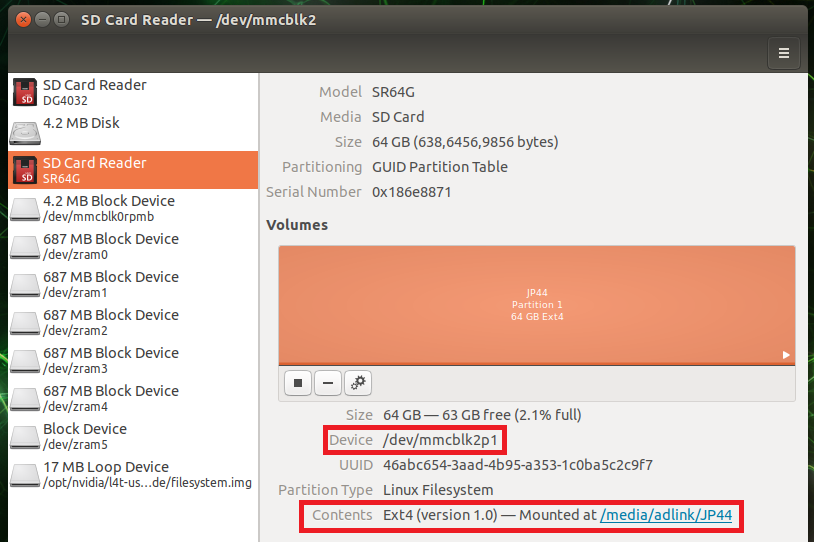 SD Card Reader — /dev/mmcblk2
SD Card Reader
DG4032
4.2 MB Disk
SD Card Reader
SR64G
4.2 MB Block Device
/dev/mmcblk0rpmb
687 MB Block Device
/dev/zram0
687 MB Block Device
/dev/zram1
687 MB Block Device
/dev/zram2
687 MB Block Device
/dev/zram3
687 MB Block Device
/dev/zram4
Block Device
/dev/zram5
17 MB Loop Device
/opt/nvidia/l4t-us...de/filesystem.img
Model SR64G
Media SD Card
Size 64 GB (638,6456,9856 bytes)
Partitioning GUID Partition Table
Serial Number 0x186e8871
Volumes
JP44
Partition 1
64 GB Ext4
Size 64 GB — 63 GB free (2.1% full)
Device /dev/mmcblk2p1
UUID 46abc654-3aad-4b95-a353-1c0ba5c2c9f7
Partition Type Linux Filesystem
Contents Ext4 (version 1.0) — Mounted at /media/adlink/JP44
SD
SD